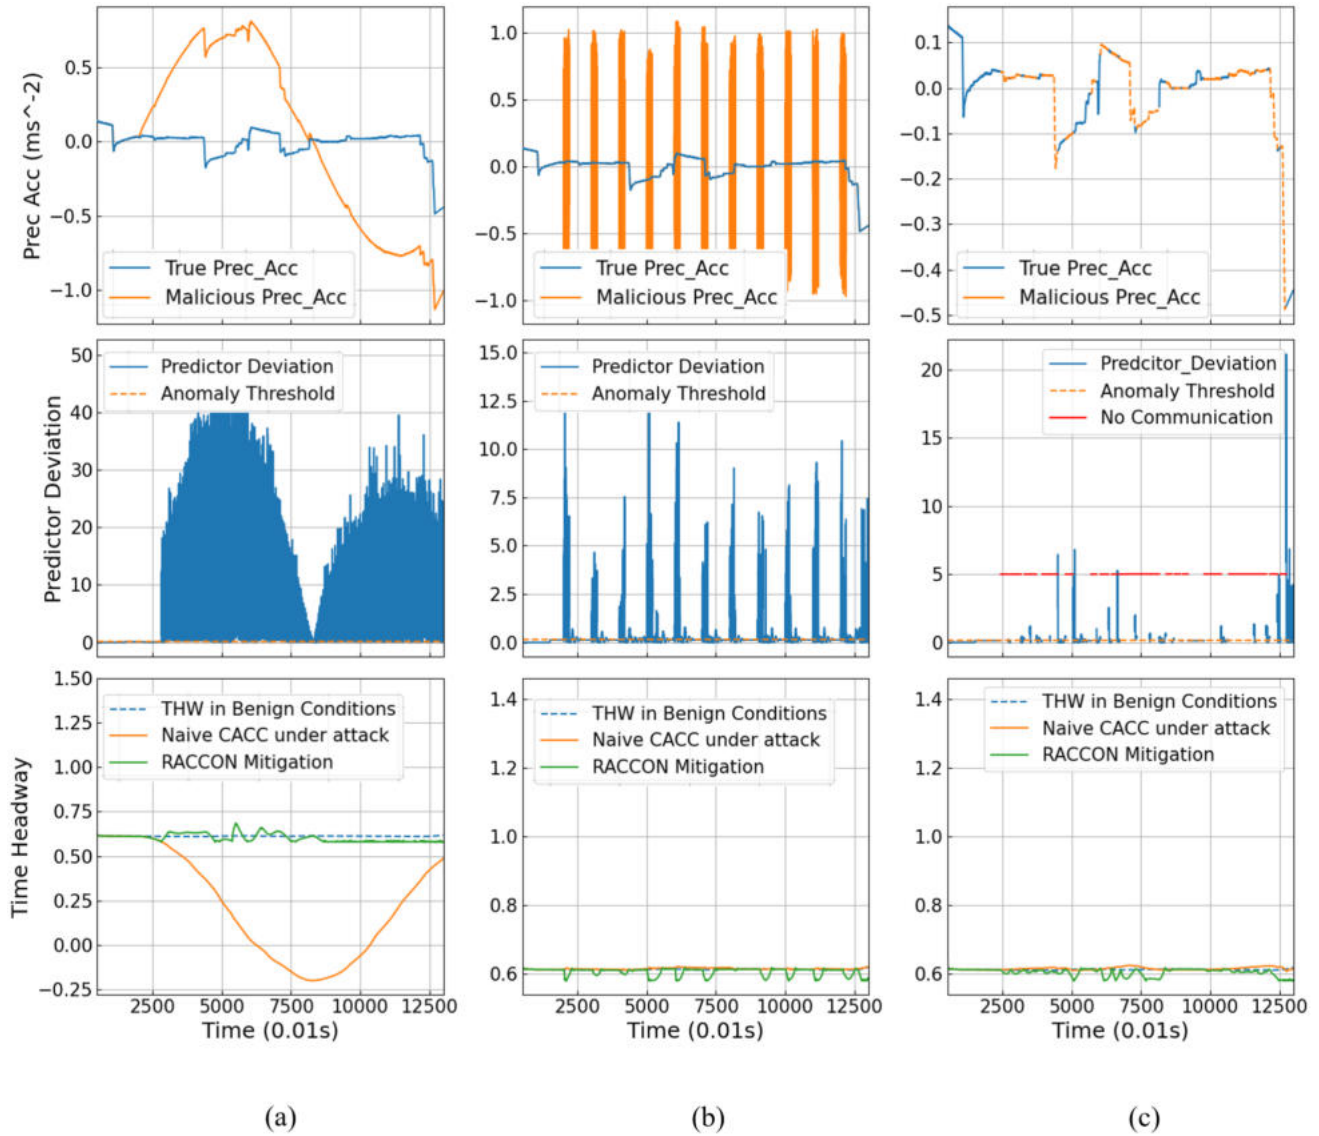 Prec Acc (ms^-2)
0.5
0.0
−0.5
−1.0
True Prec_Acc
Malicious Prec_Acc
1.0
0.5
0.0
−0.5
−1.0
True Prec_Acc
Malicious Prec_Acc
0.1
0.0
−0.1
−0.2
−0.3
−0.4
−0.5
True Prec_Acc
Malicious Prec_Acc
Predictor Deviation
50
40
30
20
10
0
Predictor Deviation
Anomaly Threshold
15.0
12.5
10.0
7.5
5.0
2.5
0.0
Predictor Deviation
Anomaly Threshold
20
15
10
5
0
Predcitor_Deviation
Anomaly Threshold
No Communication
Time Headway
1.50
1.25
1.00
0.75
0.50
0.25
0.00
−0.25
THW in Benign Conditions
Naive CACC under attack
RACCON Mitigation
2500 5000 7500 10000 12500
Time (0.01s)
1.4
1.2
1.0
0.8
0.6
THW in Benign Conditions
Naive CACC under attack
RACCON Mitigation
2500 5000 7500 10000 12500
Time (0.01s)
1.4
1.2
1.0
0.8
0.6
THW in Benign Conditions
Naive CACC under attack
RACCON Mitigation
2500 5000 7500 10000 12500
Time (0.01s)
(a) (b) (c)